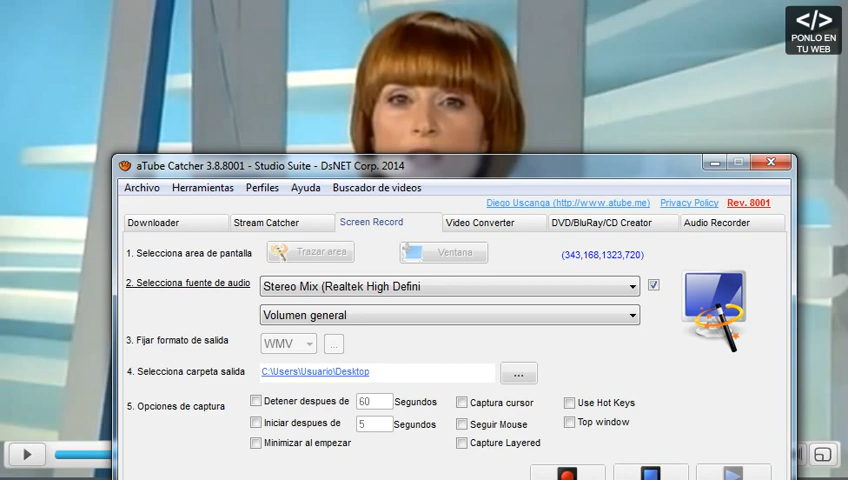 </>
PONLO EN
TU WEB
aTube Catcher 3.8.8001 - Studio Suite - DsNET Corp. 2014
Archivo Herramientas Perfiles Ayuda Buscador de videos
Diego Uscanga (http://www.atube.me) Privacy Policy Rev. 8001
Downloader Stream Catcher Screen Record Video Converter DVD/BluRay/CD Creator Audio Recorder
1. Selecciona area de pantalla Trazar area Ventana (343,168,1323,720)
2. Selecciona fuente de audio Stereo Mix (Realtek High Defini
Volumen general
3. Fijar formato de salida WMV ...
4. Selecciona carpeta salida C:\Users\Usuario\Desktop ...
5. Opciones de captura Detener despues de 60 Segundos Captura cursor Use Hot Keys
Iniciar despues de 5 Segundos Seguir Mouse Top window
Minimizar al empezar Capture Layered